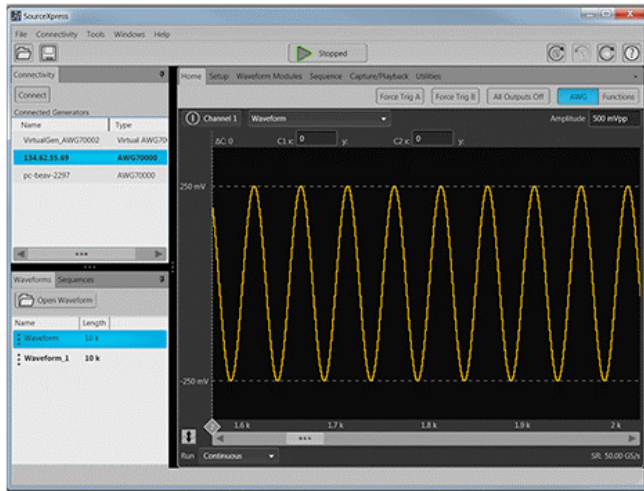 SourceXpress
File Connectivity Tools Windows Help
Stopped
Connectivity
Connect
Connected Generators
Name Type
VirtualGen_AWG70002 Virtual AWG70
134.62.55.69 AWG70000
pc-beav-2297 AWG70000
Waveforms Sequences
Open Waveform
Name Length
Waveform 10 k
Waveform_1 10 k
Home Setup Waveform Modules Sequence Capture/Playback Utilities
Force Trig A Force Trig B All Outputs Off AWG Functions
Channel 1 Waveform Amplitude 500 mVpp
ΔC: 0 C1 x: 0 y: C2 x: 0 y:
250 mV
-250 mV
1.6 k 1.7 k 1.8 k 1.9 k 2 k
Run Continuous SR: 50.00 GS/s